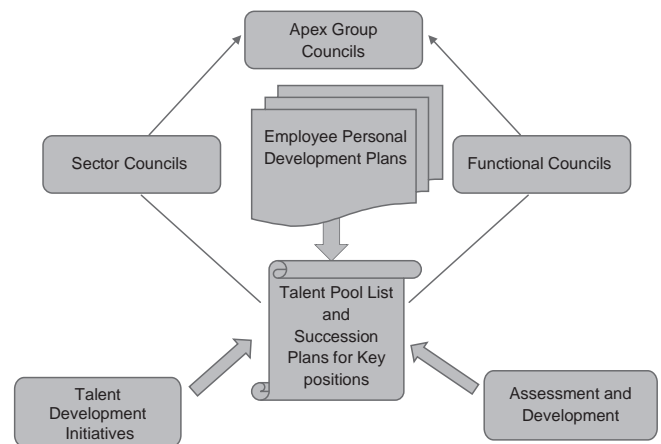 Apex Group
Councils
Employee Personal
Development Plans
Sector Councils
Functional Councils
Talent Pool List
and
Succession
Plans for Key
positions
Talent
Development
Initiatives
Assessment and
Development